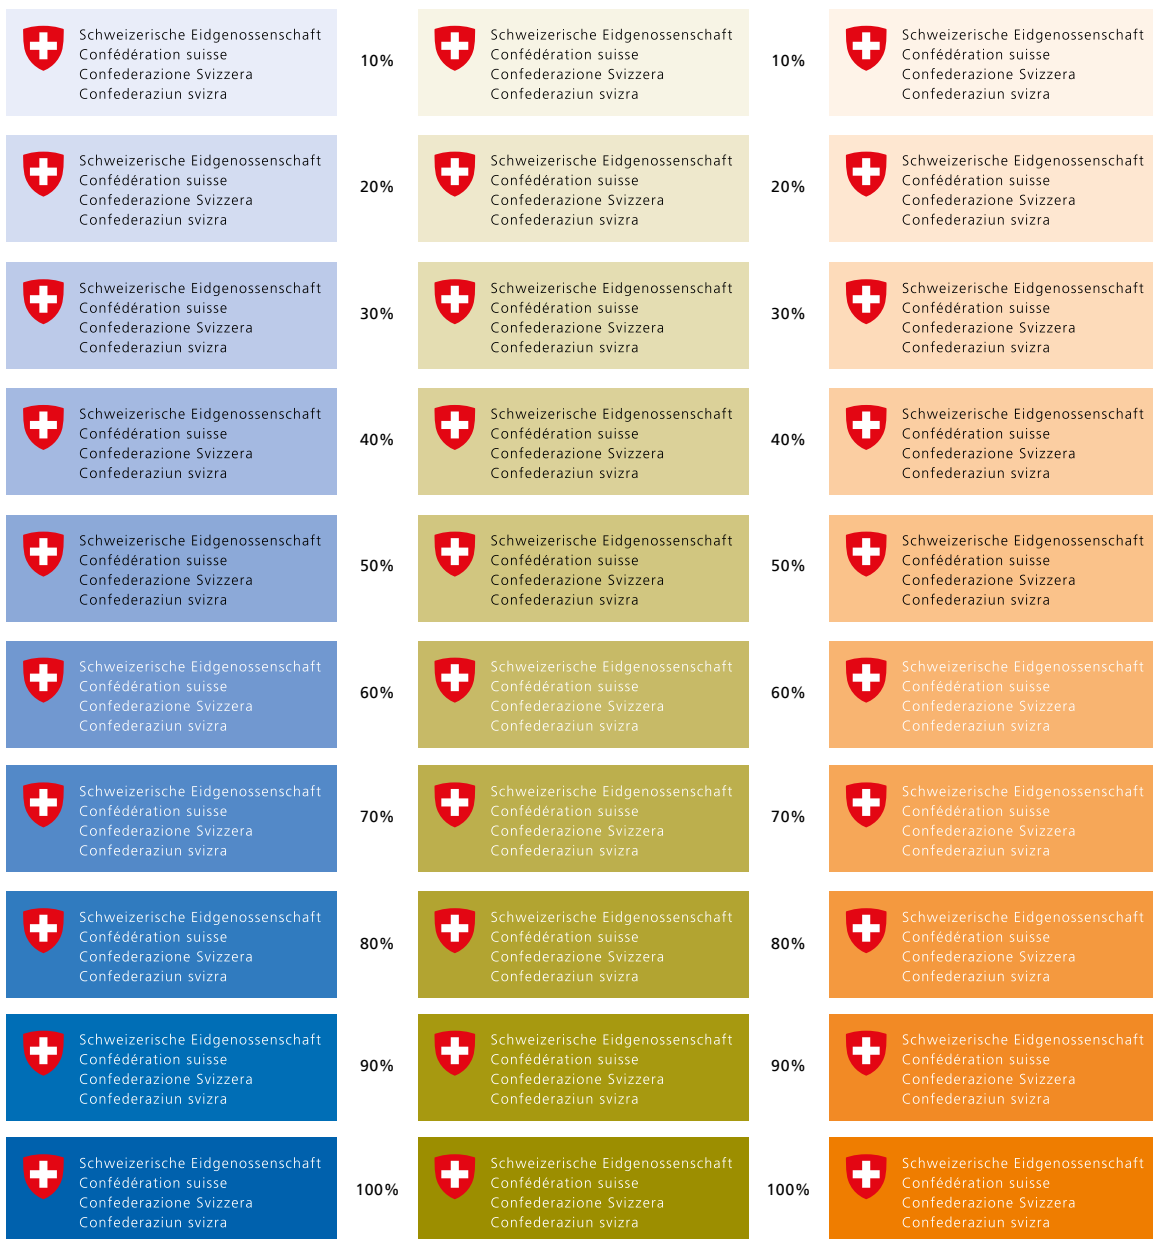 Schweizerische Eidgenossenschaft
Confédération suisse
Confederazione Svizzera
Confederaziun svizra
10%
Schweizerische Eidgenossenschaft
Confédération suisse
Confederazione Svizzera
Confederaziun svizra
10%
Schweizerische Eidgenossenschaft
Confédération suisse
Confederazione Svizzera
Confederaziun svizra
Schweizerische Eidgenossenschaft
Confédération suisse
Confederazione Svizzera
Confederaziun svizra
20%
Schweizerische Eidgenossenschaft
Confédération suisse
Confederazione Svizzera
Confederaziun svizra
20%
Schweizerische Eidgenossenschaft
Confédération suisse
Confederazione Svizzera
Confederaziun svizra
Schweizerische Eidgenossenschaft
Confédération suisse
Confederazione Svizzera
Confederaziun svizra
30%
Schweizerische Eidgenossenschaft
Confédération suisse
Confederazione Svizzera
Confederaziun svizra
30%
Schweizerische Eidgenossenschaft
Confédération suisse
Confederazione Svizzera
Confederaziun svizra
Schweizerische Eidgenossenschaft
Confédération suisse
Confederazione Svizzera
Confederaziun svizra
40%
Schweizerische Eidgenossenschaft
Confédération suisse
Confederazione Svizzera
Confederaziun svizra
40%
Schweizerische Eidgenossenschaft
Confédération suisse
Confederazione Svizzera
Confederaziun svizra
Schweizerische Eidgenossenschaft
Confédération suisse
Confederazione Svizzera
Confederaziun svizra
50%
Schweizerische Eidgenossenschaft
Confédération suisse
Confederazione Svizzera
Confederaziun svizra
50%
Schweizerische Eidgenossenschaft
Confédération suisse
Confederazione Svizzera
Confederaziun svizra
Schweizerische Eidgenossenschaft
Confédération suisse
Confederazione Svizzera
Confederaziun svizra
60%
Schweizerische Eidgenossenschaft
Confédération suisse
Confederazione Svizzera
Confederaziun svizra
60%
Schweizerische Eidgenossenschaft
Confédération suisse
Confederazione Svizzera
Confederaziun svizra
Schweizerische Eidgenossenschaft
Confédération suisse
Confederazione Svizzera
Confederaziun svizra
70%
Schweizerische Eidgenossenschaft
Confédération suisse
Confederazione Svizzera
Confederaziun svizra
70%
Schweizerische Eidgenossenschaft
Confédération suisse
Confederazione Svizzera
Confederaziun svizra
Schweizerische Eidgenossenschaft
Confédération suisse
Confederazione Svizzera
Confederaziun svizra
80%
Schweizerische Eidgenossenschaft
Confédération suisse
Confederazione Svizzera
Confederaziun svizra
80%
Schweizerische Eidgenossenschaft
Confédération suisse
Confederazione Svizzera
Confederaziun svizra
Schweizerische Eidgenossenschaft
Confédération suisse
Confederazione Svizzera
Confederaziun svizra
90%
Schweizerische Eidgenossenschaft
Confédération suisse
Confederazione Svizzera
Confederaziun svizra
90%
Schweizerische Eidgenossenschaft
Confédération suisse
Confederazione Svizzera
Confederaziun svizra
Schweizerische Eidgenossenschaft
Confédération suisse
Confederazione Svizzera
Confederaziun svizra
100%
Schweizerische Eidgenossenschaft
Confédération suisse
Confederazione Svizzera
Confederaziun svizra
100%
Schweizerische Eidgenossenschaft
Confédération suisse
Confederazione Svizzera
Confederaziun svizra